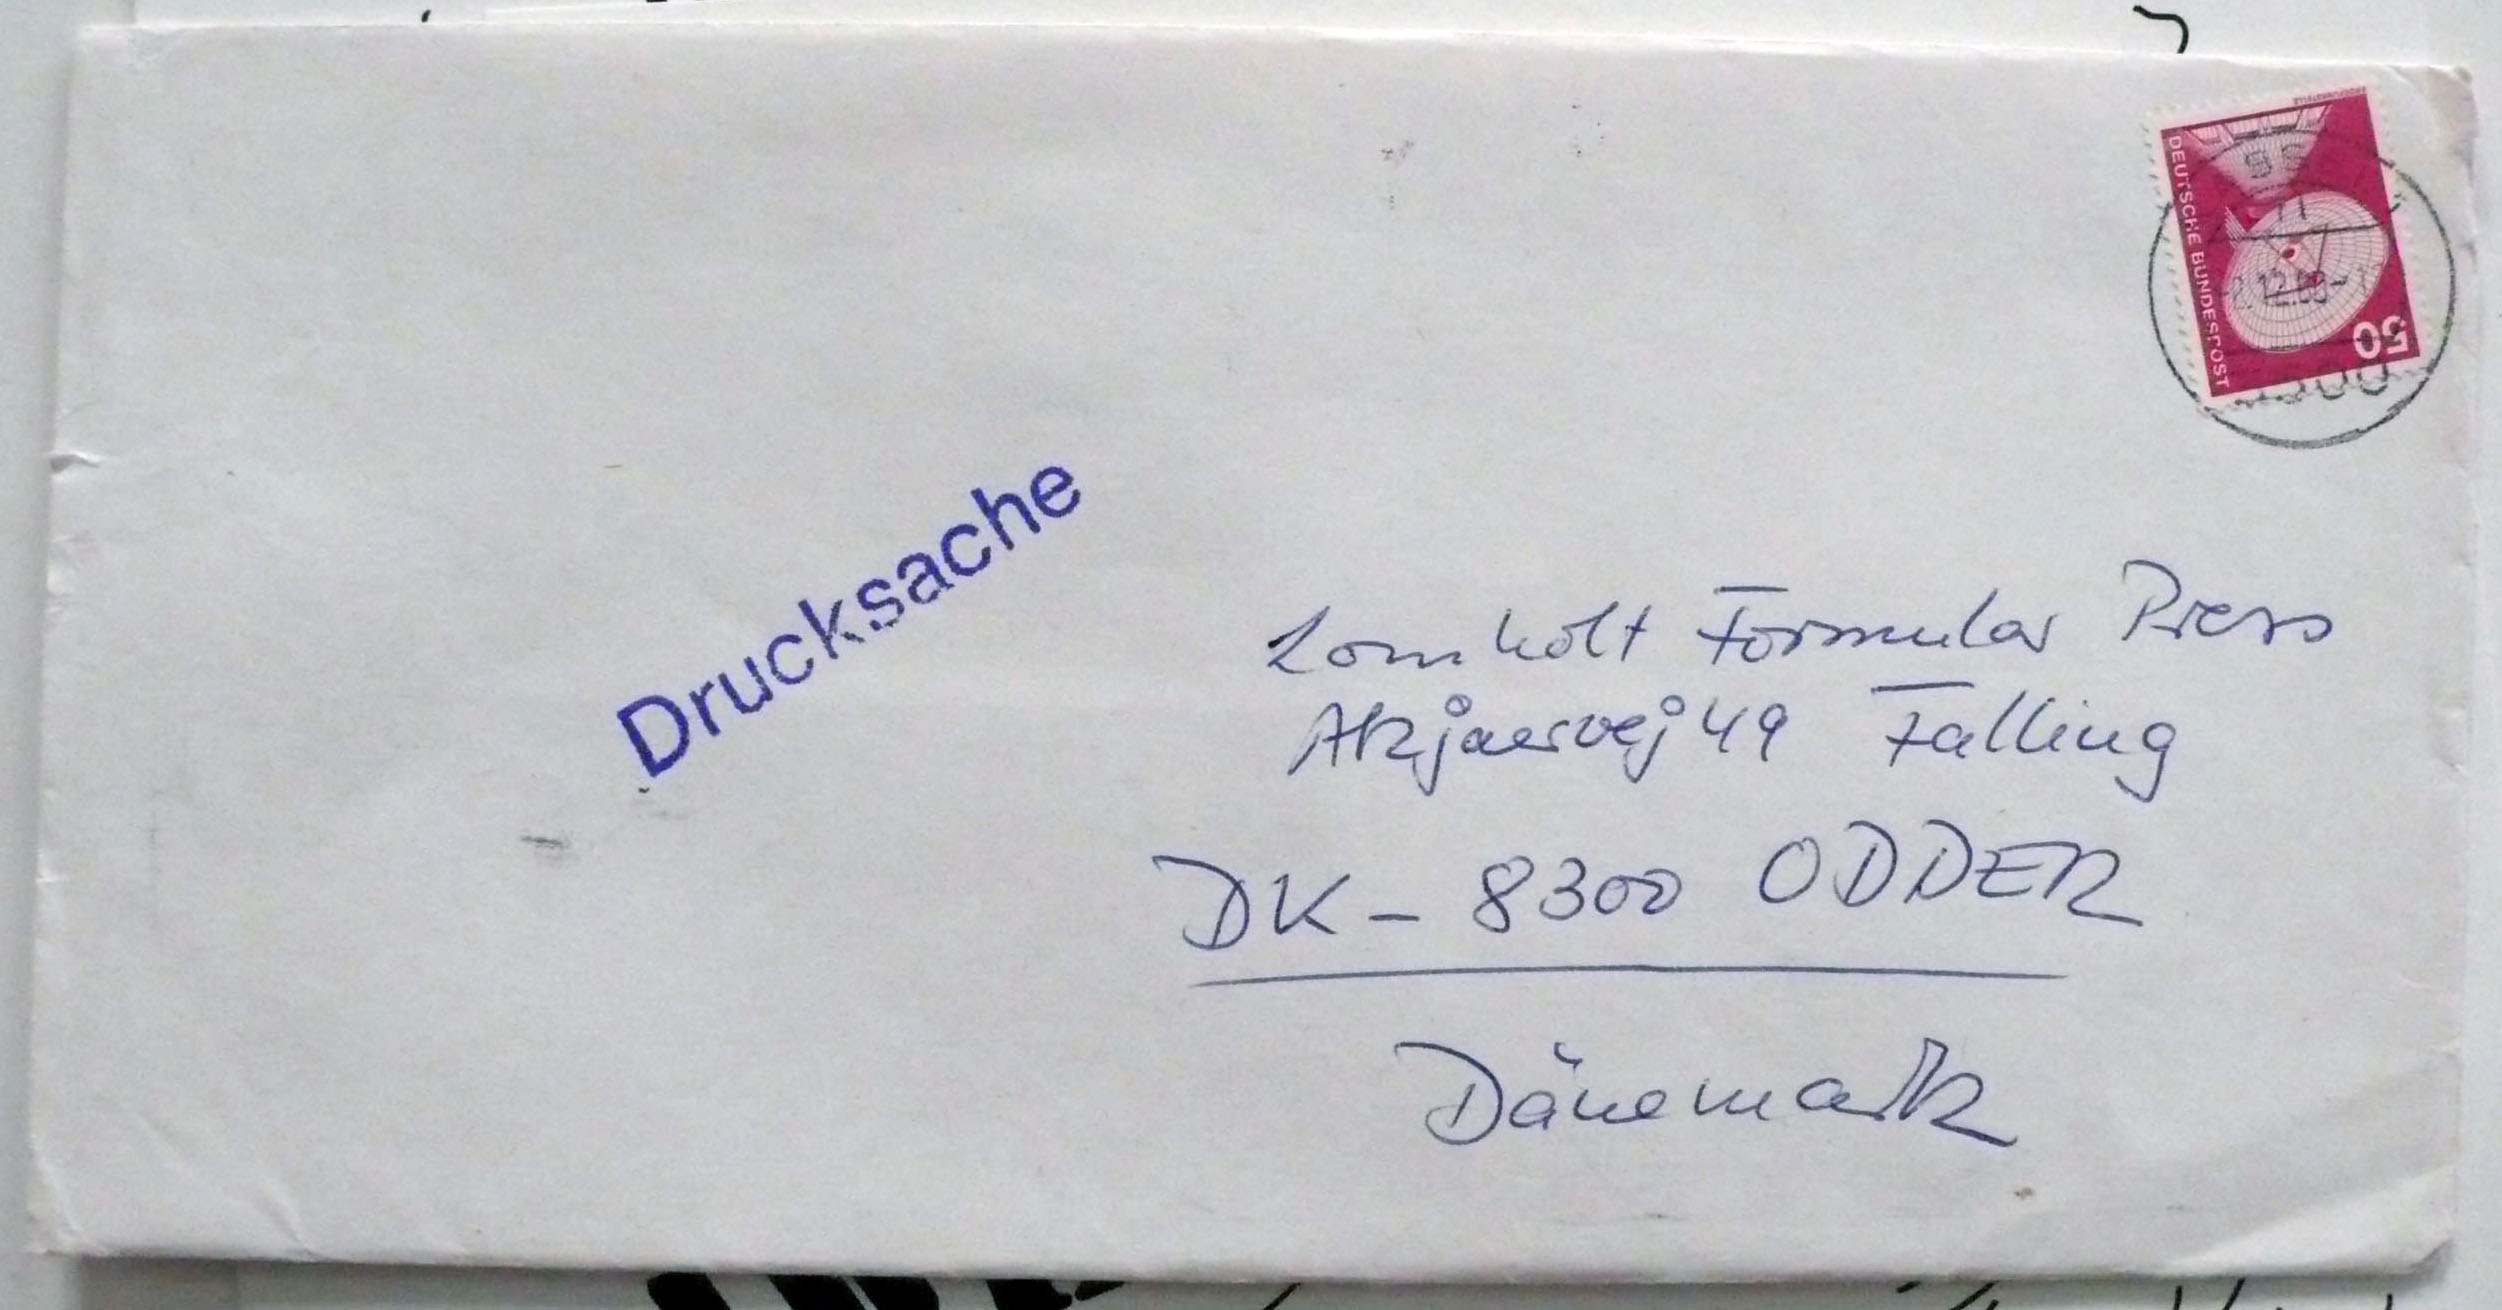 DEUTSCHE BUNDESPOST
50
Drucksache
Lomholt Formular Press
Akjaervej 49 Falling
DK - 8300 ODDER
Dänemark